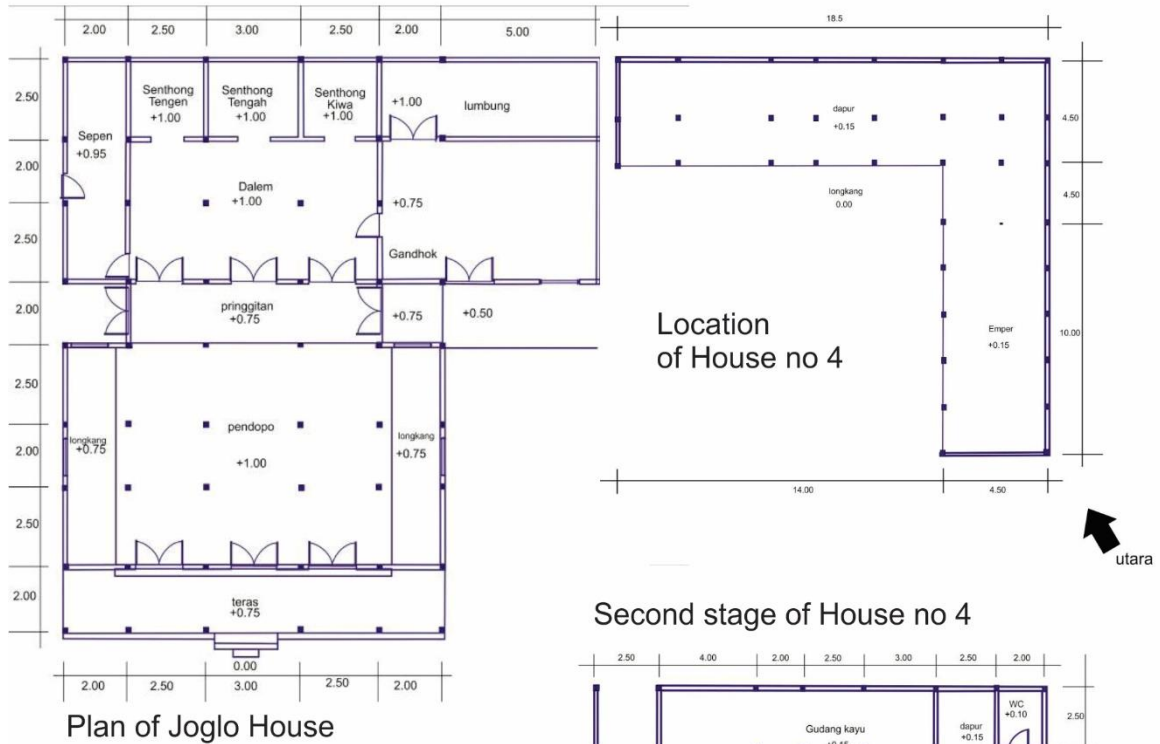 2.00 2.50 3.00 2.50 2.00 5.00
2.50
2.00
2.50
2.00
2.50
2.00
2.50
2.00
Senthong
Tengen
+1.00
Senthong
Tengah
+1.00
Senthong
Kiwa
+1.00
+1.00
lumbung
Sepen
+0.95
Dalem
+1.00
+0.75
Gandhok
pringgitan
+0.75
+0.75
+0.50
longkang
+0.75
pendopo
+1.00
longkang
+0.75
teras
+0.75
0.00
2.00 2.50 3.00 2.50 2.00
Plan of Joglo House
18.5
dapur
+0.15
4.50
longkang
0.00
4.50
Location
of House no 4
Emper
+0.15
10.00
14.00 4.50
utara
Second stage of House no 4
2.50 4.00 2.00 2.50 3.00 2.50 2.00
Gudang kayu
dapur
+0.15
WC
+0.10
2.50